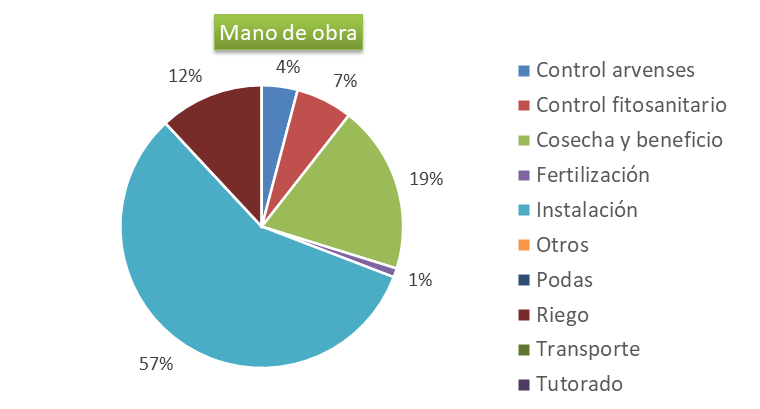 Mano de obra
4%
7%
12%
19%
1%
57%
Control arvenses
Control fitosanitario
Cosecha y beneficio
Fertilización
Instalación
Otros
Podas
Riego
Transporte
Tutorado